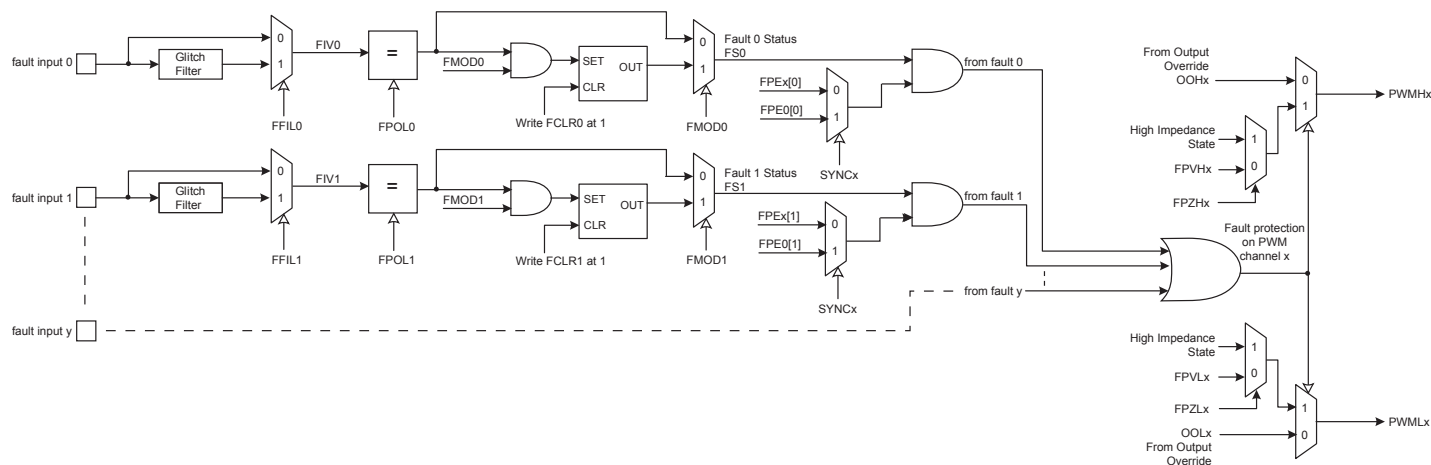 fault input 0
Glitch
Filter
0
1
FIV0
=
FMOD0
SET
OUT
CLR
0
1
Fault 0 Status
FS0
FFIL0
FPOL0
Write FCLR0 at 1
FMOD0
FPEx[0]
FPE0[0]
0
1
SYNCx
from fault 0
fault input 1
Glitch
Filter
0
1
FIV1
=
FMOD1
SET
OUT
CLR
0
1
Fault 1 Status
FS1
FFIL1
FPOL1
Write FCLR1 at 1
FMOD1
FPEx[1]
FPE0[1]
0
1
SYNCx
from fault 1
fault input y
from fault y
Fault protection
on PWM
channel x
From Output
Override
OOHx
0
1
PWMHx
High Impedance
State
FPVHx
1
0
FPZHx
High Impedance
State
FPVLx
1
0
FPZLx
OOLx
From Output
Override
1
0
PWMLx